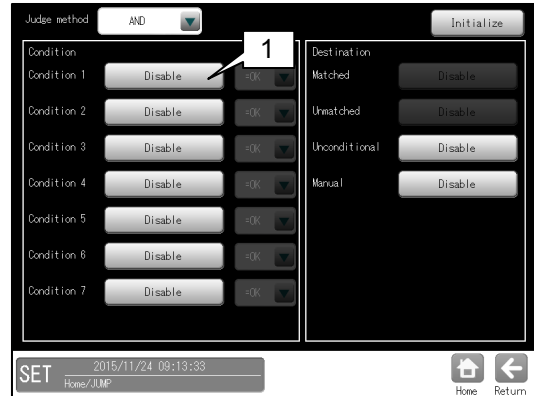 Judge method AND Initialize
1
Condition Destination
Condition 1 Disable =OK Matched Disable
Condition 2 Disable =OK Unmatched Disable
Condition 3 Disable =OK Unconditional Disable
Condition 4 Disable =OK Manual Disable
Condition 5 Disable =OK
Condition 6 Disable =OK
Condition 7 Disable =OK
SET 2015/11/24 09:13:33
Home/JUMP
Home Return